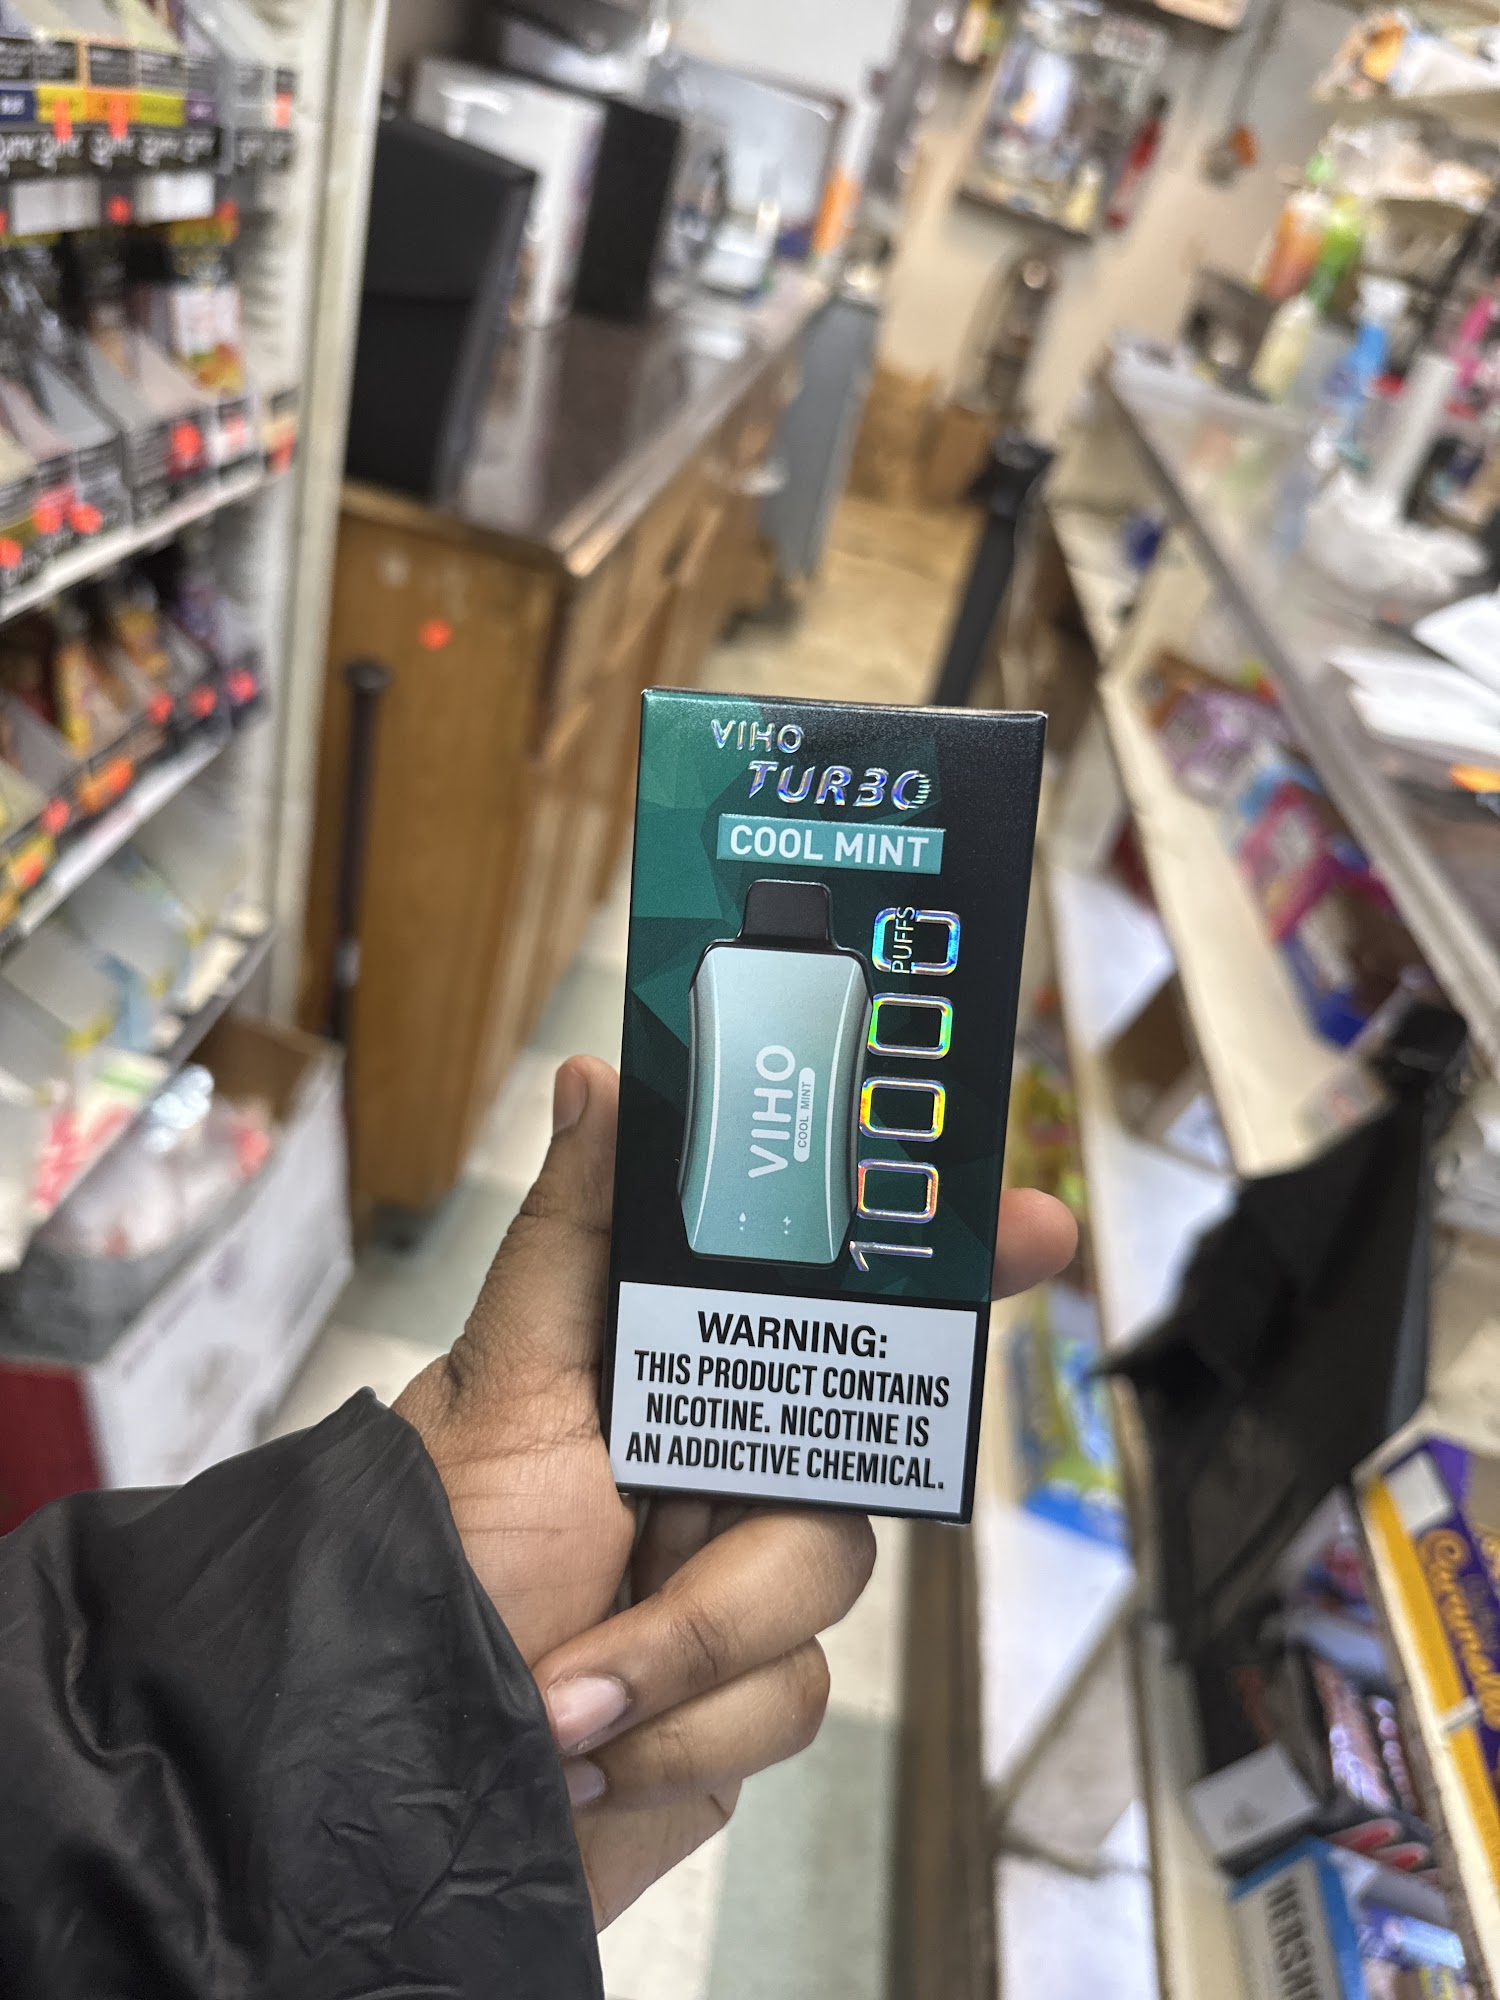 VIHO
TURBO
COOL MINT
10000
PUFFS
VIHO
COOL MINT
WARNING:
THIS PRODUCT CONTAINS
NICOTINE. NICOTINE IS
AN ADDICTIVE CHEMICAL.
Caramello